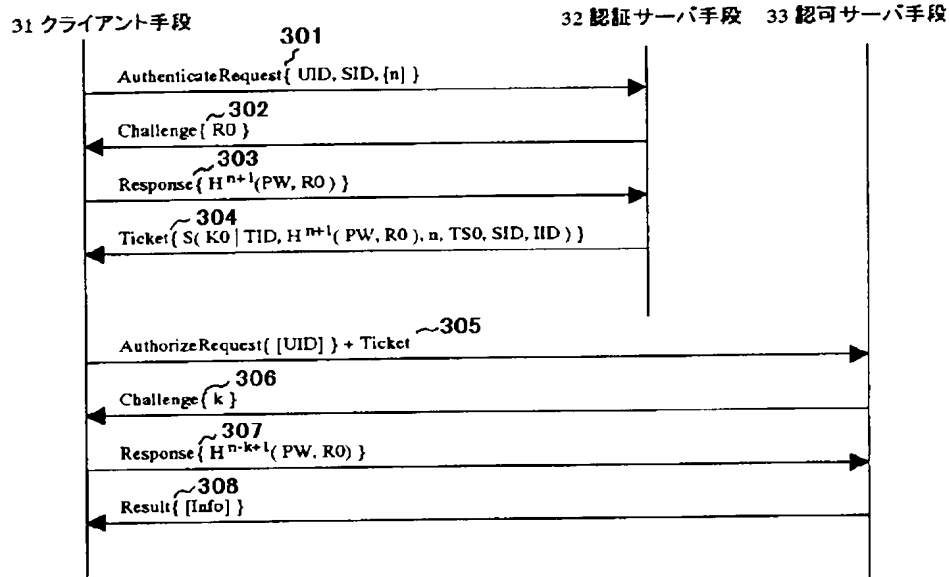 31 クライアント手段
32 認証サーバ手段
33 認可サーバ手段
301
AuthenticateRequest{ UID, SID, [n] }
302
Challenge{ R0 }
303
Response{ H^n+1(PW, R0 ) }
304
Ticket{ S( K0 | TID, H^n+1( PW, R0 ), n, TS0, SID, IID ) }
305
AuthorizeRequest{ [UID] } + Ticket
306
Challenge{ k }
307
Response{ H^n-k+1( PW, R0) }
308
Result{ [Info] }